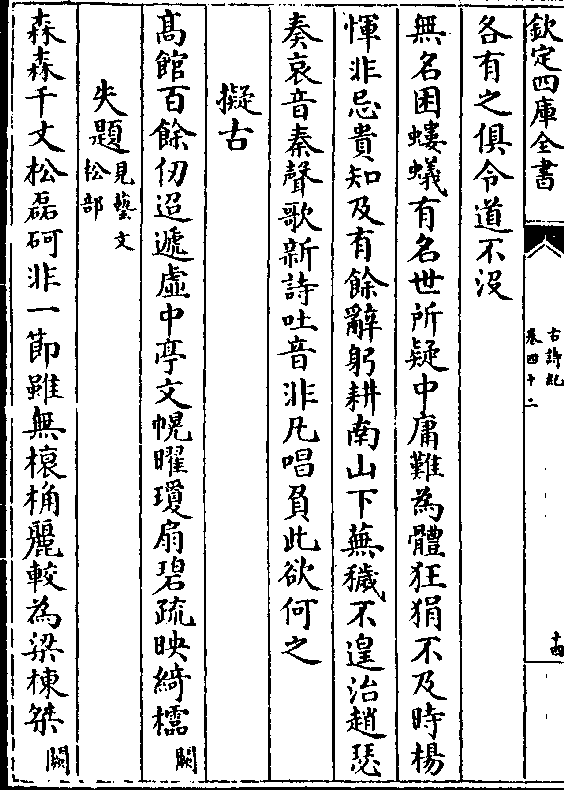 欽定四庫全書
古詩紀
卷四十二
十四
各有之俱令道不没
無名困螻蟻有名世所疑中庸難為體狂狷不及時楊
惲非忌貴知及有餘辭躬耕南山下蕪穢不遑治趙瑟
奏哀音秦聲歌新詩吐音非凡唱負此欲何之
擬古
髙館百餘仞迢遞虛中亭文幌曜瓊扇碧疏映綺櫺闕
失題見藝文
松部
森森千丈松磊砢非一節雖無榱桷麗較為梁棟桀闕